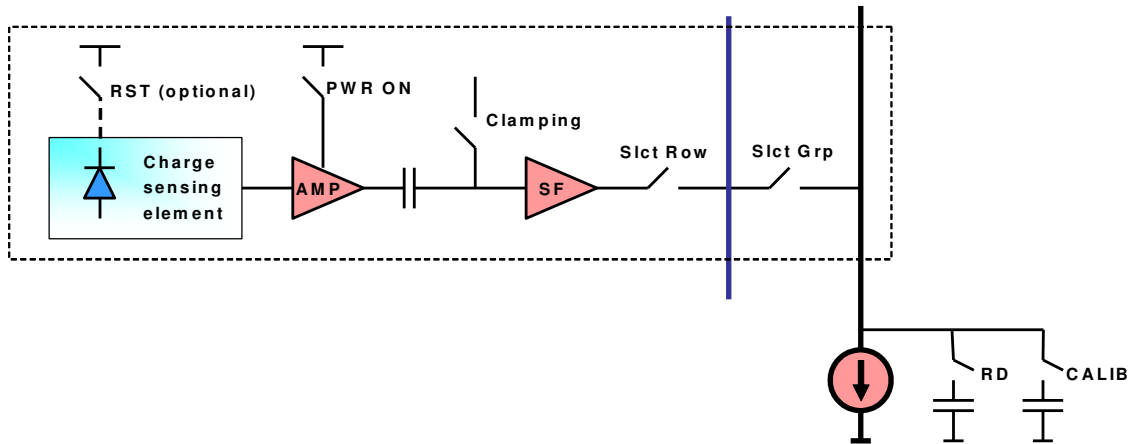 RST (optional)
PWR ON
Clamping
Slct Row
Slct Grp
Charge
sensing
element
AMP
SF
RD
CALIB